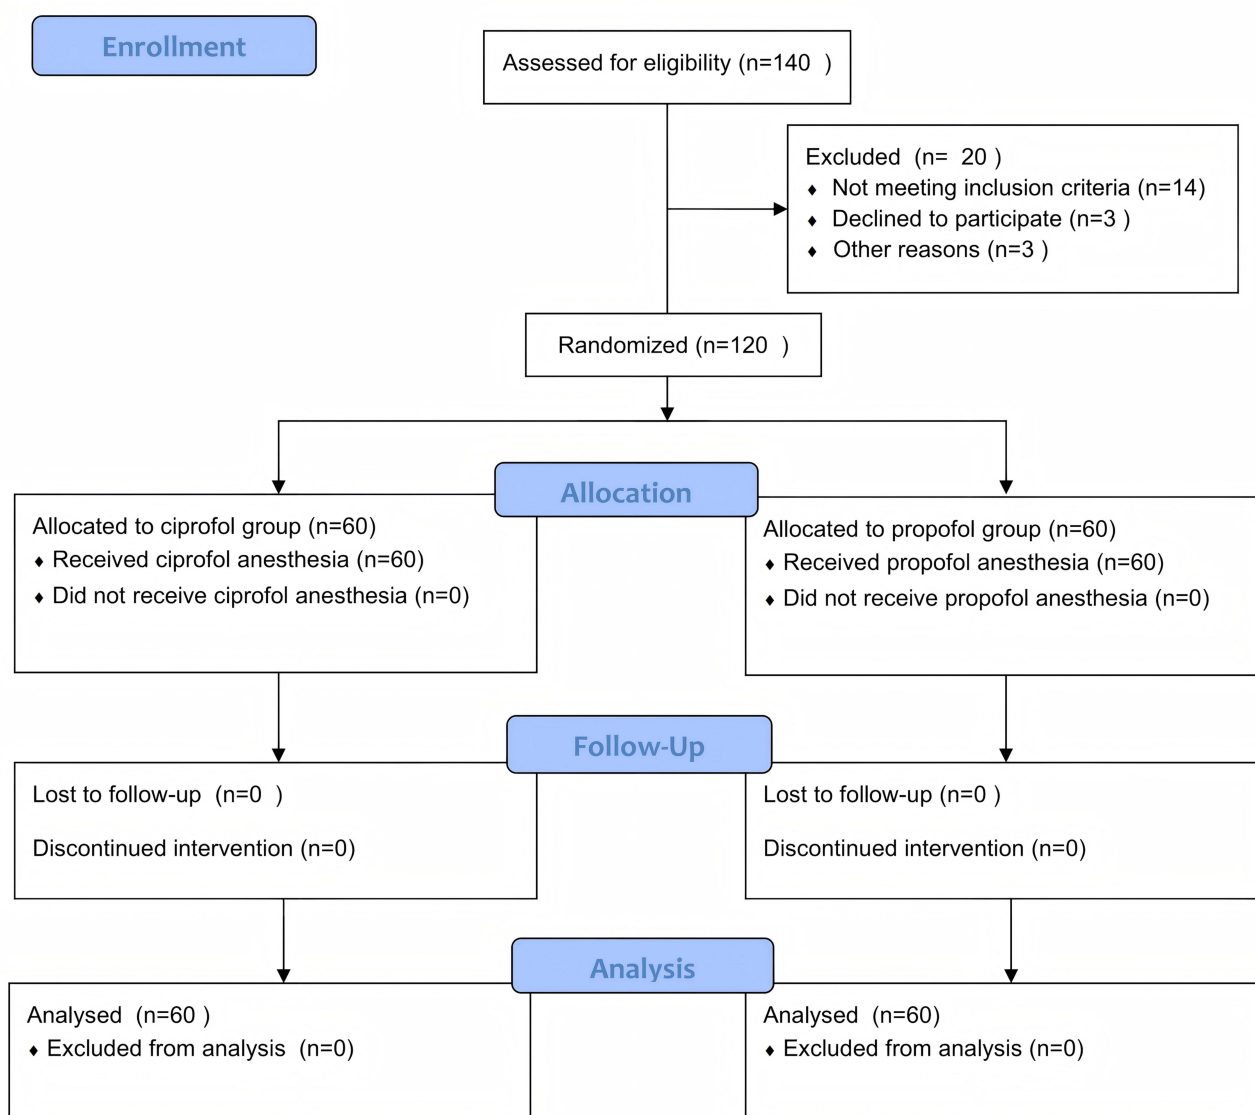 Enrollment
Assessed for eligibility (n=140  )
Excluded  (n=  20 )
♦ Not meeting inclusion criteria (n=14)
♦ Declined to participate (n=3 )
♦ Other reasons (n=3 )
Randomized (n=120  )
Allocation
Allocated to ciprofol group (n=60)
♦ Received ciprofol anesthesia (n=60)
♦ Did not receive ciprofol anesthesia (n=0)
Allocated to propofol group (n=60)
♦ Received propofol anesthesia (n=60)
♦ Did not receive propofol anesthesia (n=0)
Follow-Up
Lost to follow-up  (n=0  )
Discontinued intervention (n=0)
Lost to follow-up (n=0 )
Discontinued intervention (n=0)
Analysis
Analysed  (n=60 )
♦ Excluded from analysis  (n=0)
Analysed  (n=60)
♦ Excluded from analysis (n=0)